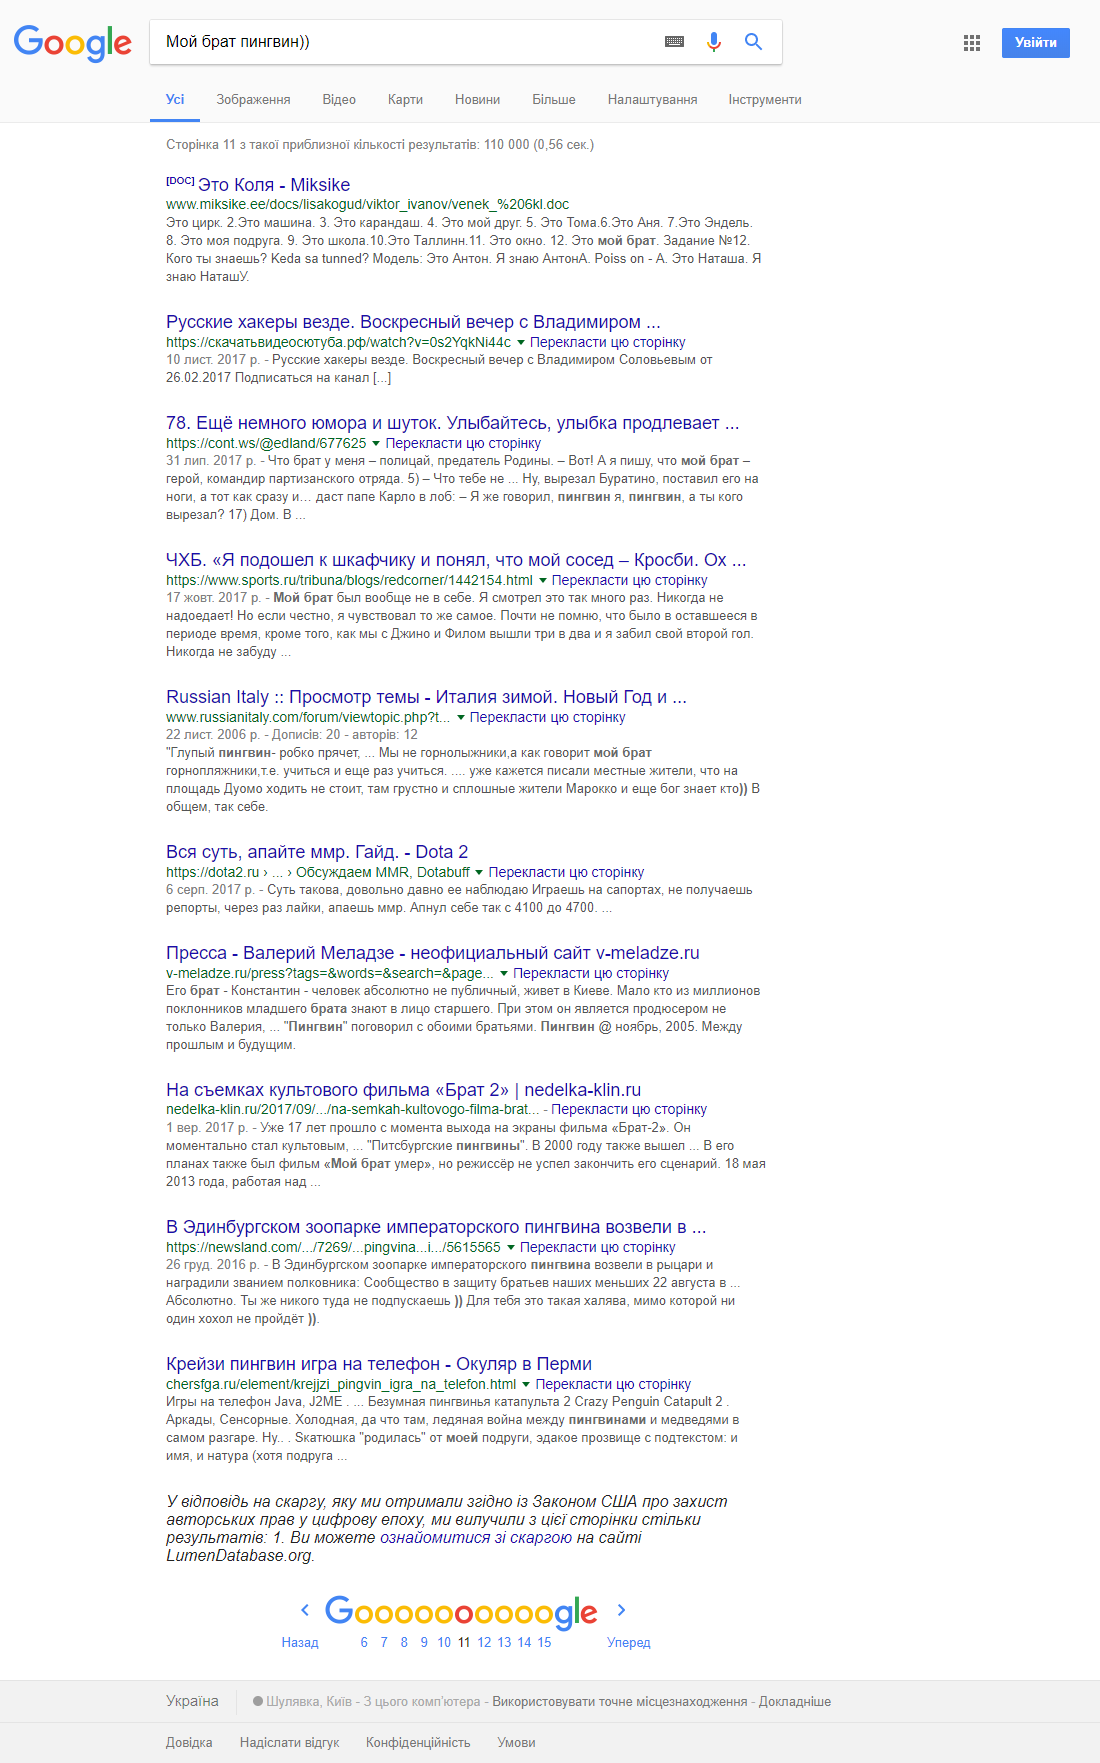 Google
Мой брат пингвин))
Увійти
Усі Зображення Відео Карти Новини Більше Налаштування Інструменти
Сторінка 11 з такої приблизної кількості результатів: 110 000 (0,56 сек.)
[DOC] Это Коля - Miksike
www.miksike.ee/docs/lisakogud/viktor_ivanov/venek_%206kl.doc
Это цирк. 2.Это машина. 3. Это карандаш. 4. Это мой друг. 5. Это Тома.6.Это Аня. 7.Это Эндель.
8. Это моя подруга. 9. Это школа.10.Это Таллинн.11. Это окно. 12. Это мой брат. Задание №12.
Кого ты знаешь? Keda sa tunned? Модель: Это Антон. Я знаю АнтонА. Poiss on - А. Это Наташа. Я
знаю НаташУ.
Русские хакеры везде. Воскресный вечер с Владимиром ...
https://скачатьвидеосютуба.рф/watch?v=0s2YqkNi44c Перекласти цю сторінку
10 лист. 2017 р. - Русские хакеры везде. Воскресный вечер с Владимиром Соловьевым от
26.02.2017 Подписаться на канал [...]
78. Ещё немного юмора и шуток. Улыбайтесь, улыбка продлевает ...
https://cont.ws/@edland/677625 Перекласти цю сторінку
31 лип. 2017 р. - Что брат у меня – полицай, предатель Родины. – Вот! А я пишу, что мой брат –
герой, командир партизанского отряда. 5) – Что тебе не ... Ну, вырезал Буратино, поставил его на
ноги, а тот как сразу и… даст папе Карло в лоб: – Я же говорил, пингвин я, пингвин, а ты кого
вырезал? 17) Дом. В ...
ЧХБ. «Я подошел к шкафчику и понял, что мой сосед – Кросби. Ох ...
https://www.sports.ru/tribuna/blogs/redcorner/1442154.html Перекласти цю сторінку
17 жовт. 2017 р. - Мой брат был вообще не в себе. Я смотрел это так много раз. Никогда не
надоедает! Но если честно, я чувствовал то же самое. Почти не помню, что было в оставшееся в
периоде время, кроме того, как мы с Джино и Филом вышли три в два и я забил свой второй гол.
Никогда не забуду ...
Russian Italy :: Просмотр темы - Италия зимой. Новый Год и ...
www.russianitaly.com/forum/viewtopic.php?t... Перекласти цю сторінку
22 лист. 2006 р. - Дописів: 20 - авторів: 12
"Глупый пингвин- робко прячет, ... Мы не горнолыжники,а как говорит мой брат
горнопляжники,т.е. учиться и еще раз учиться. .... уже кажется писали местные жители, что на
площадь Дуомо ходить не стоит, там грустно и сплошные жители Марокко и еще бог знает кто)) В
общем, так себе.
Вся суть, апайте ммр. Гайд. - Dota 2
https://dota2.ru › ... › Обсуждаем MMR, Dotabuff Перекласти цю сторінку
6 серп. 2017 р. - Суть такова, довольно давно ее наблюдаю Играешь на сапортах, не получаешь
репорты, через раз лайки, апаешь ммр. Апнул себе так с 4100 до 4700. ...
Пресса - Валерий Меладзе - неофициальный сайт v-meladze.ru
v-meladze.ru/press?tags=&words=&search=&page... Перекласти цю сторінку
Его брат - Константин - человек абсолютно не публичный, живет в Киеве. Мало кто из миллионов
поклонников младшего брата знают в лицо старшего. При этом он является продюсером не
только Валерия, ... "Пингвин" поговорил с обоими братьями. Пингвин @ ноябрь, 2005. Между
прошлым и будущим.
На съемках культового фильма «Брат 2» | nedelka-klin.ru
nedelka-klin.ru/2017/09/.../na-semkah-kultovogo-filma-brat... - Перекласти цю сторінку
1 вер. 2017 р. - Уже 17 лет прошло с момента выхода на экраны фильма «Брат-2». Он
моментально стал культовым, ... "Питсбургские пингвины". В 2000 году также вышел ... В его
планах также был фильм «Мой брат умер», но режиссёр не успел закончить его сценарий. 18 мая
2013 года, работая над ...
В Эдинбургском зоопарке императорского пингвина возвели в ...
https://newsland.com/.../7269/...pingvina...i.../5615565 Перекласти цю сторінку
26 груд. 2016 р. - В Эдинбургском зоопарке императорского пингвина возвели в рыцари и
наградили званием полковника: Сообщество в защиту братьев наших меньших 22 августа в ...
Абсолютно. Ты же никого туда не подпускаешь )) Для тебя это такая халява, мимо которой ни
один хохол не пройдёт )).
Крейзи пингвин игра на телефон - Окуляр в Перми
chersfga.ru/element/krejjzi_pingvin_igra_na_telefon.html Перекласти цю сторінку
Игры на телефон Java, J2ME . ... Безумная пингвинья катапульта 2 Crazy Penguin Catapult 2 .
Аркады, Сенсорные. Холодная, да что там, ледяная война между пингвинами и медведями в
самом разгаре. Ну.. . Sкатюшка "родилась" от моей подруги, эдакое прозвище с подтекстом: и
имя, и натура (хотя подруга ...
У відповідь на скаргу, яку ми отримали згідно із Законом США про захист
авторських прав у цифрову епоху, ми вилучили з цієї сторінки стільки
результатів: 1. Ви можете ознайомитися зі скаргою на сайті
LumenDatabase.org.
Goooooooooogle
Назад 6 7 8 9 10 11 12 13 14 15 Уперед
Україна Шулявка, Київ - З цього комп'ютера - Використовувати точне місцезнаходження - Докладніше
Довідка Надіслати відгук Конфіденційність Умови